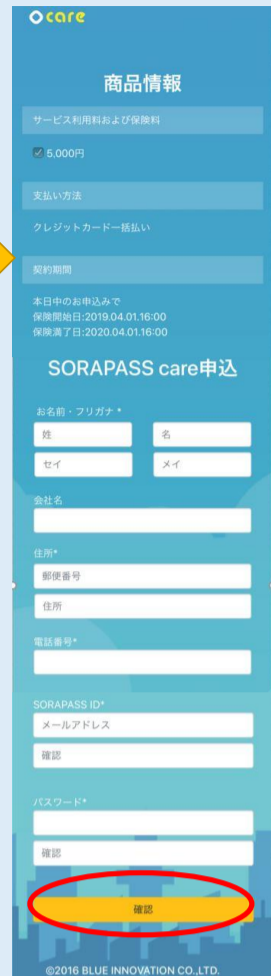 care
商品情報
サービス利用料および保険料
5,000円
支払い方法
クレジットカード一括払い
契約期間
本日中のお申込みで
保険開始日:2019.04.01.16:00
保険満了日:2020.04.01.16:00
SORAPASS care申込
お名前・フリガナ *
姓 名
セイ メイ
会社名
住所*
郵便番号
住所
電話番号*
SORAPASS ID*
メールアドレス
確認
パスワード*
確認
確認
©2016 BLUE INNOVATION CO.,LTD.